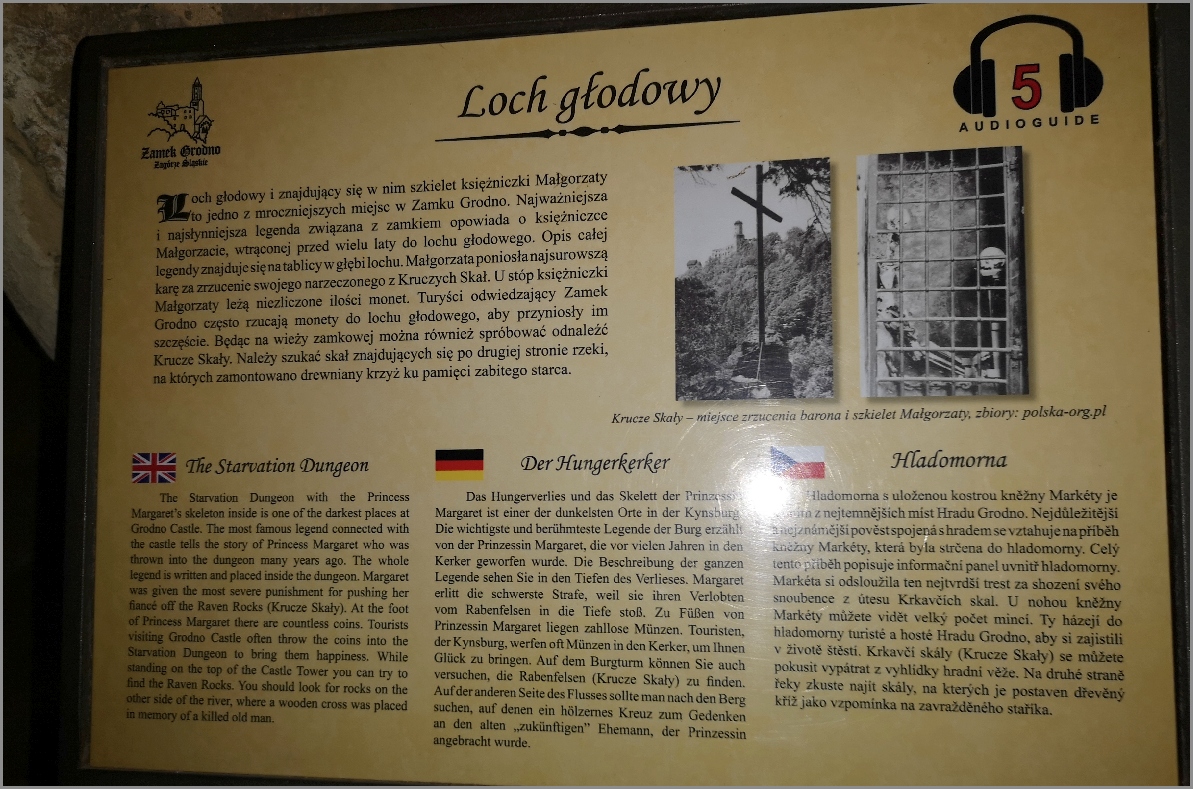 Zamek Grodno
Zagórze Śląskie
Loch głodowy
5
AUDIOGUIDE
Loch głodowy i znajdujący się w nim szkielet księżniczki Małgorzaty
to jedno z mroczniejszych miejsc w Zamku Grodno. Najważniejsza
i najsłynniejsza legenda związana z zamkiem opowiada o księżniczce
Małgorzacie, wtrąconej przed wielu laty do lochu głodowego. Opis całej
legendy znajduje się na tablicy w głębi lochu. Małgorzata poniosła najsurowszą
karę za zrzucenie swojego narzeczonego z Kruczych Skał. U stóp księżniczki
Małgorzaty leżą niezliczone ilości monet. Turyści odwiedzający Zamek
Grodno często rzucają monety do lochu głodowego, aby przyniosły im
szczęście. Będąc na wieży zamkowej można również spróbować odnaleźć
Krucze Skały. Należy szukać skał znajdujących się po drugiej stronie rzeki,
na których zamontowano drewniany krzyż ku pamięci zabitego starca.
Krucze Skały – miejsce zrzucenia barona i szkielet Małgorzaty, zbiory: polska-org.pl
The Starvation Dungeon
The Starvation Dungeon with the Princess
Margaret's skeleton inside is one of the darkest places at
Grodno Castle. The most famous legend connected with
the castle tells the story of Princess Margaret who was
thrown into the dungeon many years ago. The whole
legend is written and placed inside the dungeon. Margaret
was given the most severe punishment for pushing her
fiancé off the Raven Rocks (Krucze Skały). At the foot
of Princess Margaret there are countless coins. Tourists
visiting Grodno Castle often throw the coins into the
Starvation Dungeon to bring them happiness. While
standing on the top of the Castle Tower you can try to
find the Raven Rocks. You should look for rocks on the
other side of the river, where a wooden cross was placed
in memory of a killed old man.
Der Hungerkerker
Das Hungerverlies und das Skelett der Prinzessin
Margaret ist einer der dunkelsten Orte in der Kynsburg.
Die wichtigste und berühmteste Legende der Burg erzählt
von der Prinzessin Margaret, die vor vielen Jahren in den
Kerker geworfen wurde. Die Beschreibung der ganzen
Legende sehen Sie in den Tiefen des Verlieses. Margaret
erlitt die schwerste Strafe, weil sie ihren Verlobten
vom Rabenfelsen in die Tiefe stoß. Zu Füßen von
Prinzessin Margaret liegen zahllose Münzen. Touristen,
der Kynsburg, werfen oft Münzen in den Kerker, um Ihnen
Glück zu bringen. Auf dem Burgturm können Sie auch
versuchen, die Rabenfelsen (Krucze Skały) zu finden.
Auf der anderen Seite des Flusses sollte man nach den Berg
suchen, auf denen ein hölzernes Kreuz zum Gedenken
an den alten „zukünftigen" Ehemann, der Prinzessin
angebracht wurde.
Hladomorna
Hladomorna s uloženou kostrou kněžny Markéty je
z nejtemnějších míst Hradu Grodno. Nejdůležitější
a nejznámější pověst spojená s hradem se vztahuje na příběh
kněžny Markéty, která byla strčena do hladomorny. Celý
tento příběh popisuje informační panel uvnitř hladomorny.
Markéta si odsloužila ten nejtvrdší trest za shození svého
snoubence z útesu Krkavčích skal. U nohou kněžny
Markéty můžete vidět velký počet mincí. Ty házejí do
hladomorny turisté a hosté Hradu Grodno, aby si zajistili
v životě štěstí. Krkavčí skály (Krucze Skały) se můžete
pokusit vypátrat z vyhlídky hradní věže. Na druhé straně
řeky zkuste najít skály, na kterých je postaven dřevěný
kříž jako vzpomínka na zavražděného staříka.